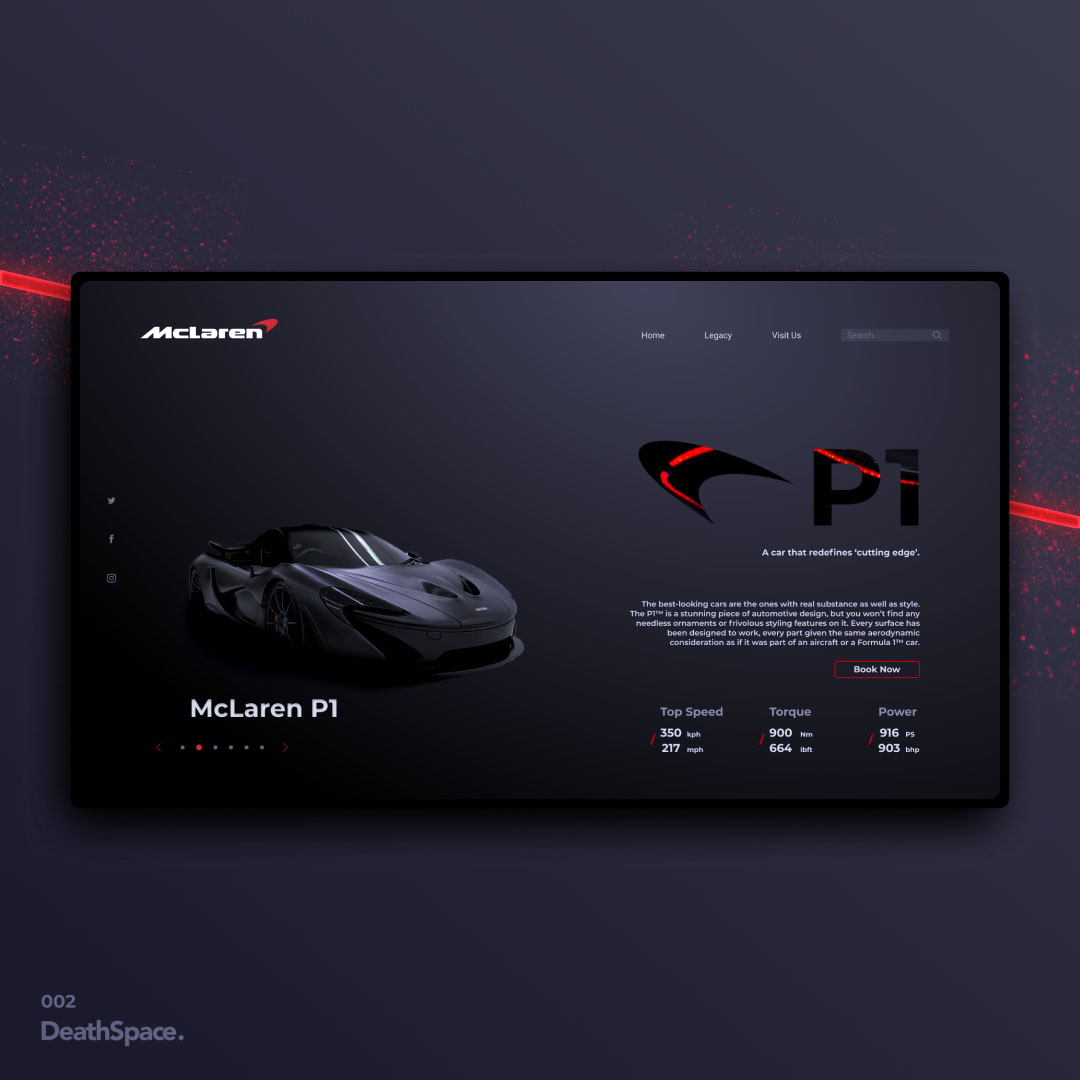 McLaren
Home Legacy Visit Us Search...
P1
A car that redefines ‘cutting edge’.
The best-looking cars are the ones with real substance as well as style.
The P1™ is a stunning piece of automotive design, but you won’t find any
needless ornaments or frivolous styling features on it. Every surface has
been designed to work, every part given the same aerodynamic
consideration as if it was part of an aircraft or a Formula 1™ car.
Book Now
McLaren P1
Top Speed Torque Power
350 kph 900 Nm 916 PS
217 mph 664 lbft 903 bhp
002
DeathSpace.